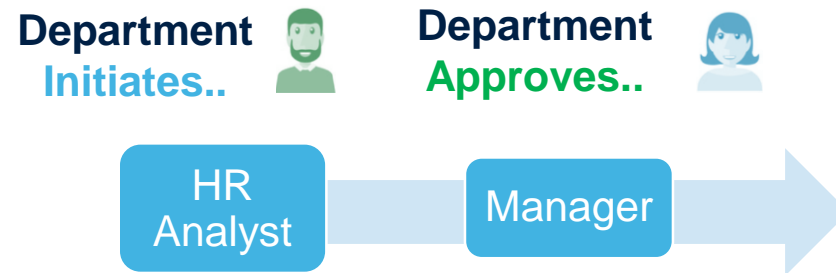 Department
Initiates..
Department
Approves..
HR
Analyst
Manager